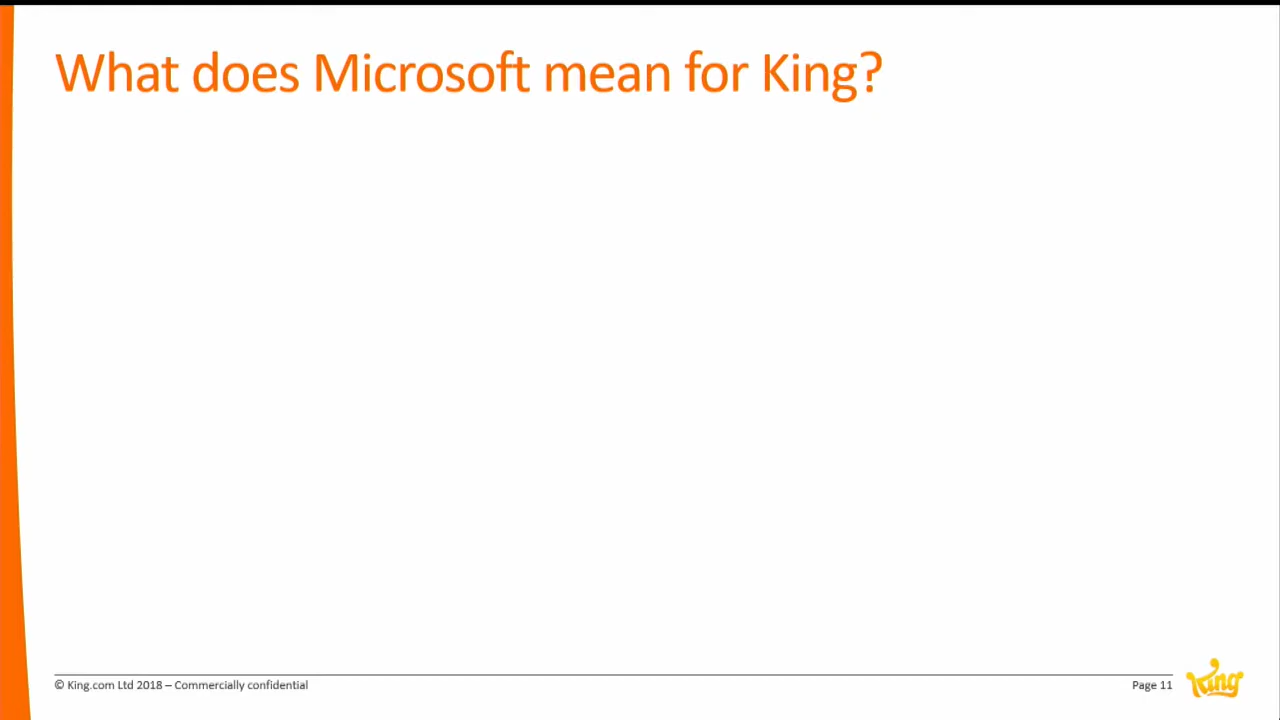 What does Microsoft mean for King?
© King.com Ltd 2018 – Commercially confidential
Page 11
King